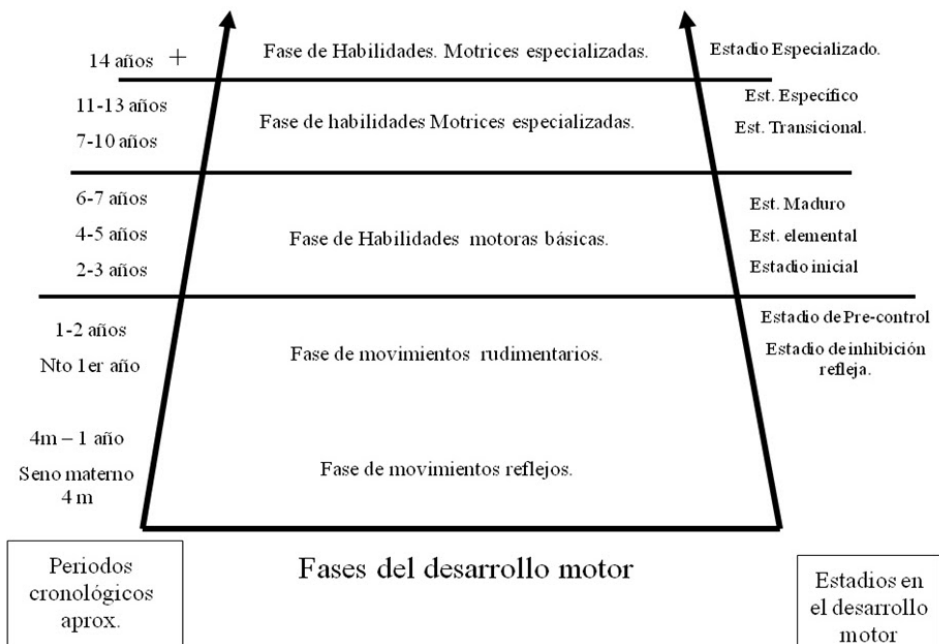 14 años +
Fase de Habilidades. Motrices especializadas.
Estadio Especializado.
11-13 años
7-10 años
Fase de habilidades Motrices especializadas.
Est. Específico
Est. Transicional.
6-7 años
4-5 años
2-3 años
Fase de Habilidades motoras básicas.
Est. Maduro
Est. elemental
Estadio inicial
1-2 años
Nto 1er año
Fase de movimientos rudimentarios.
Estadio de Pre-control
Estadio de inhibición
refleja.
4m – 1 año
Seno materno
4 m
Fase de movimientos reflejos.
Periodos
cronológicos
aprox.
Fases del desarrollo motor
Estadios en
el desarrollo
motor